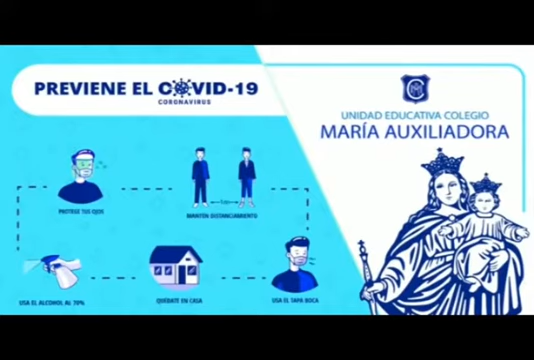 PREVIENE EL COVID-19
CORONAVIRUS
UNIDAD EDUCATIVA COLEGIO
MARÍA AUXILIADORA
PROTEGE TUS OJOS
MANTÉN DISTANCIAMIENTO
USA EL ALCOHOL AL 70%
QUÉDATE EN CASA
USA EL TAPA BOCA